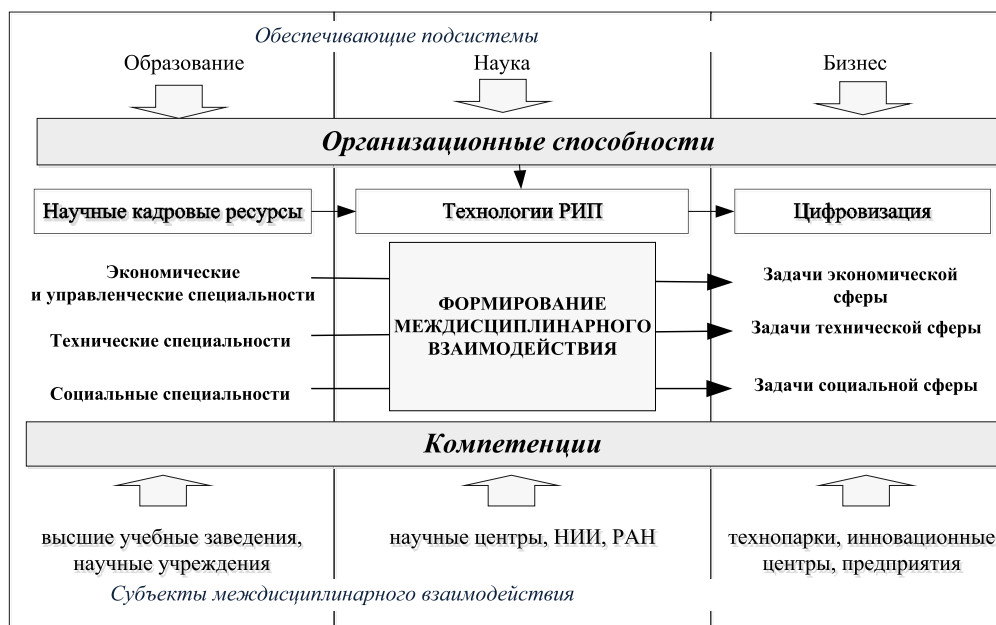 Обеспечивающие подсистемы
Образование
Наука
Бизнес
Организационные способности
Научные кадровые ресурсы
Технологии РИП
Цифровизация
Экономические
и управленческие специальности
Технические специальности
Социальные специальности
ФОРМИРОВАНИЕ
МЕЖДИСЦИПЛИНАРНОГО
ВЗАИМОДЕЙСТВИЯ
Задачи экономической
сферы
Задачи технической сферы
Задачи социальной сферы
Компетенции
высшие учебные заведения,
научные учреждения
научные центры, НИИ, РАН
технопарки, инновационные
центры, предприятия
Субъекты междисциплинарного взаимодействия